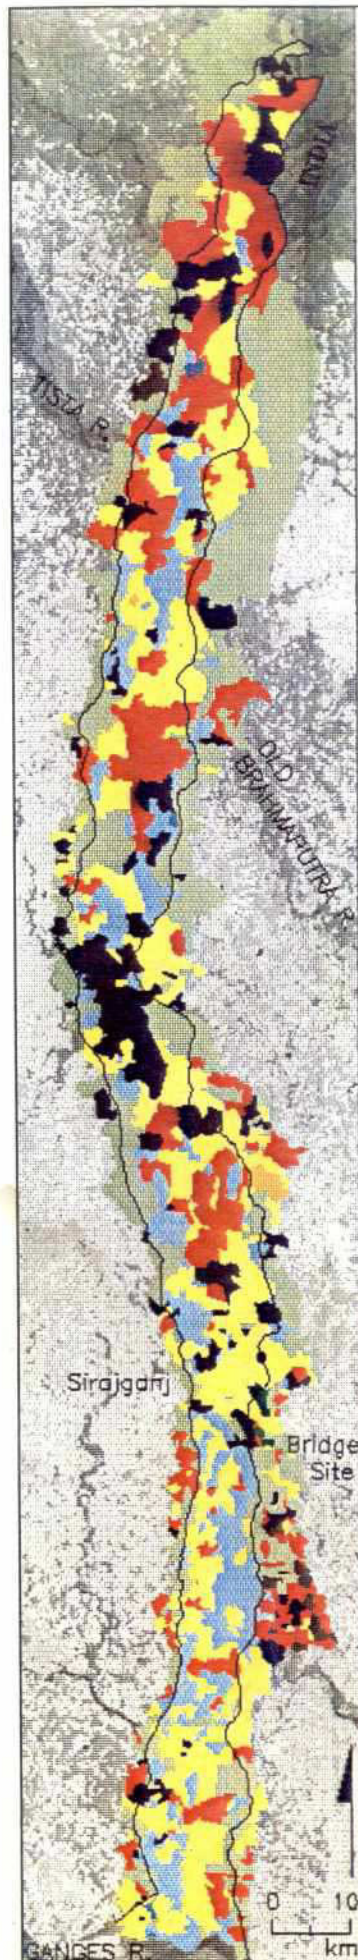 INDIA
TISTA R.
OLD
BRAHMAPUTRA R.
Sirajganj
Bridge
Site
0 10
km
GANGES R.